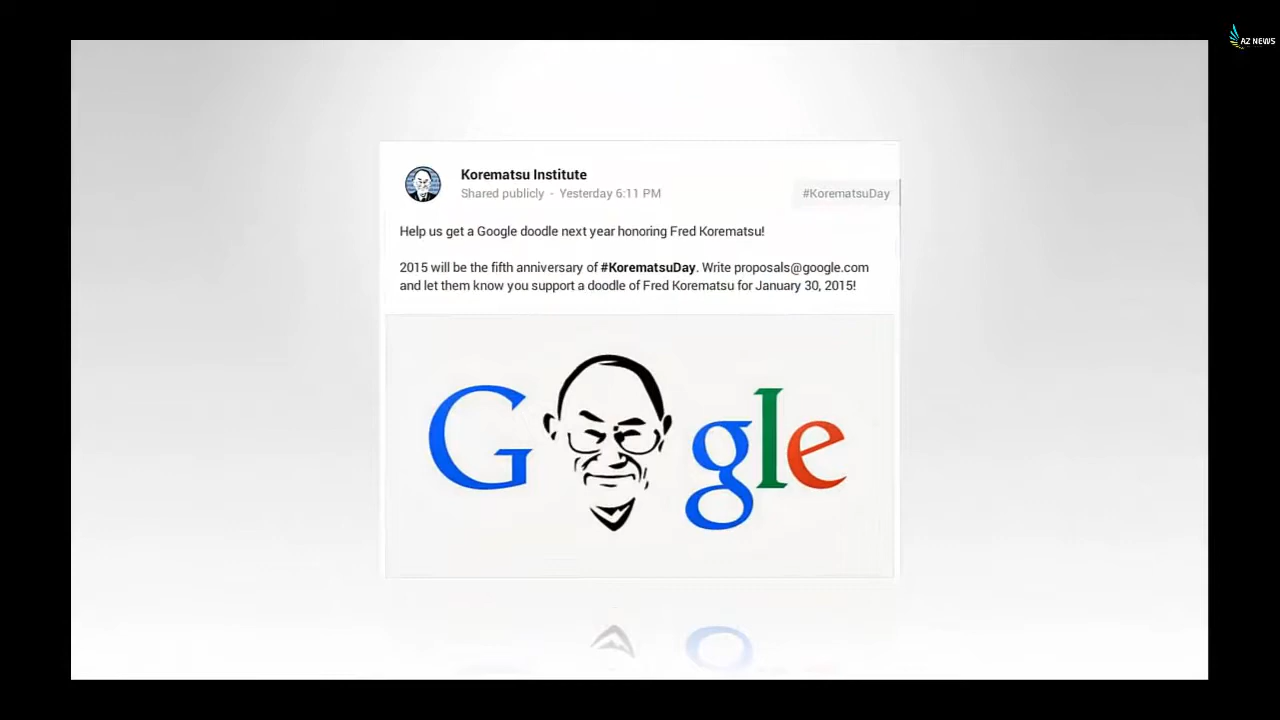 AZ NEWS
Korematsu Institute
Shared publicly - Yesterday 6:11 PM
#KorematsuDay
Help us get a Google doodle next year honoring Fred Korematsu!
2015 will be the fifth anniversary of #KorematsuDay. Write proposals@google.com
and let them know you support a doodle of Fred Korematsu for January 30, 2015!
G gle